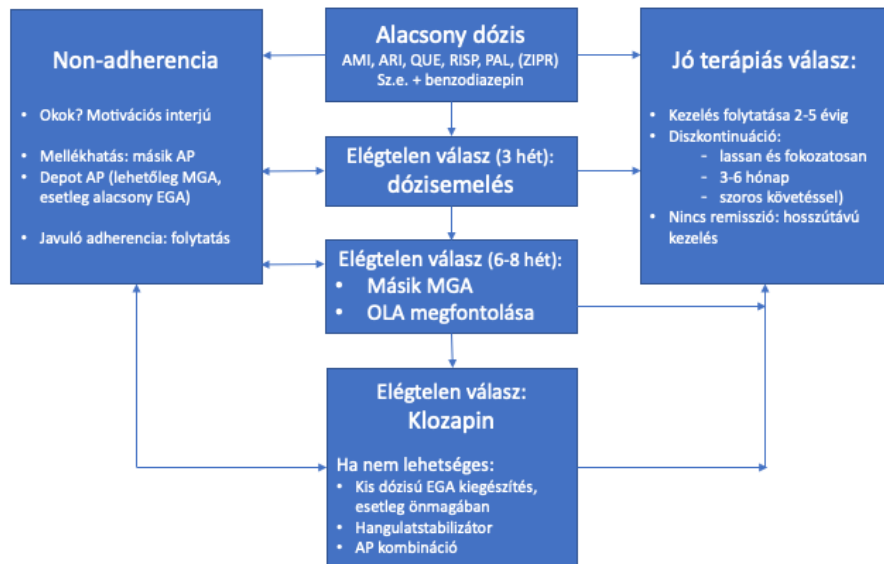 Non-adherencia
• Okok? Motivációs interjú
• Mellékhatás: másik AP
• Depot AP (lehetőleg MGA,
esetleg alacsony EGA)
• Javuló adherencia: folytatás
Alacsony dózis
AMI, ARI, QUE, RISP, PAL, (ZIPR)
Sz.e. + benzodiazepin
Elégtelen válasz (3 hét):
dózisemelés
Elégtelen válasz (6-8 hét):
• Másik MGA
• OLA megfontolása
Elégtelen válasz:
Klozapin
Ha nem lehetséges:
• Kis dózisú EGA kiegészítés,
esetleg önmagában
• Hangulatstabilizátor
• AP kombináció
Jó terápiás válasz:
• Kezelés folytatása 2-5 évig
• Diszkontinuáció:
- lassan és fokozatosan
- 3-6 hónap
- szoros követéssel)
• Nincs remisszió: hosszútávú
kezelés